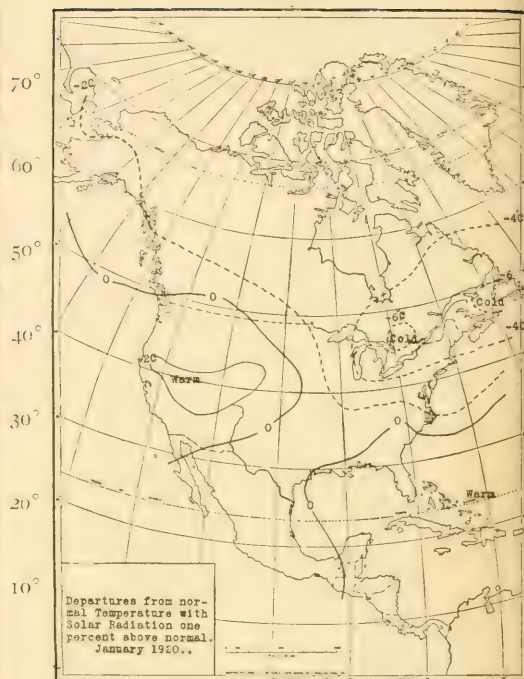 70°
60°
50°
40°
30°
20°
10°
-2C
-4C
-6
Cold
-6C
Cold
-4C
0
0
-2C
Warm
0
0
0
0
Warm
Departures from nor-
mal Temperature with
Solar Radiation one
percent above normal.
January 1920..